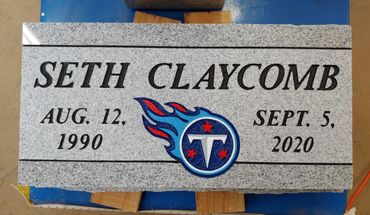 SETH CLAYCOMB
AUG. 12,
1990
T
SEPT. 5,
2020